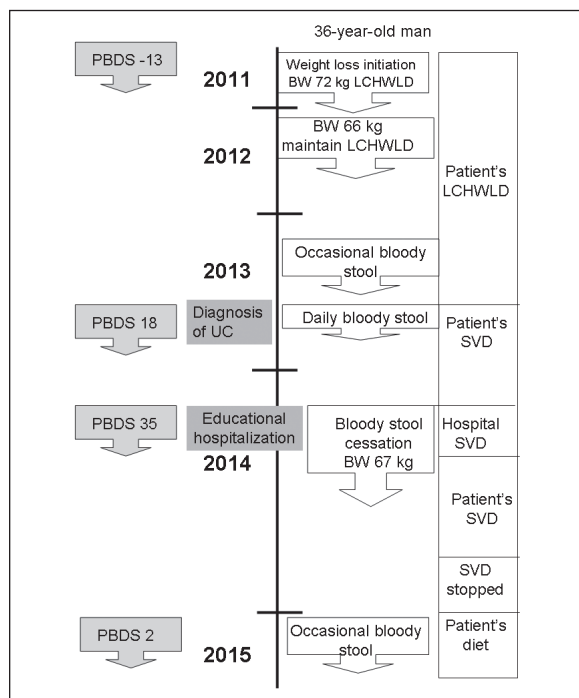 36-year-old man
PBDS -13
2011
Weight loss initiation
BW 72 kg LCHWLD
2012
BW 66 kg
maintain LCHWLD
Patient's
LCHWLD
2013
Occasional bloody
stool
PBDS 18
Diagnosis
of UC
Daily bloody stool
Patient's
SVD
PBDS 35
Educational
hospitalization
2014
Bloody stool
cessation
BW 67 kg
Hospital
SVD
Patient's
SVD
SVD
stopped
PBDS 2
2015
Occasional bloody
stool
Patient's
diet